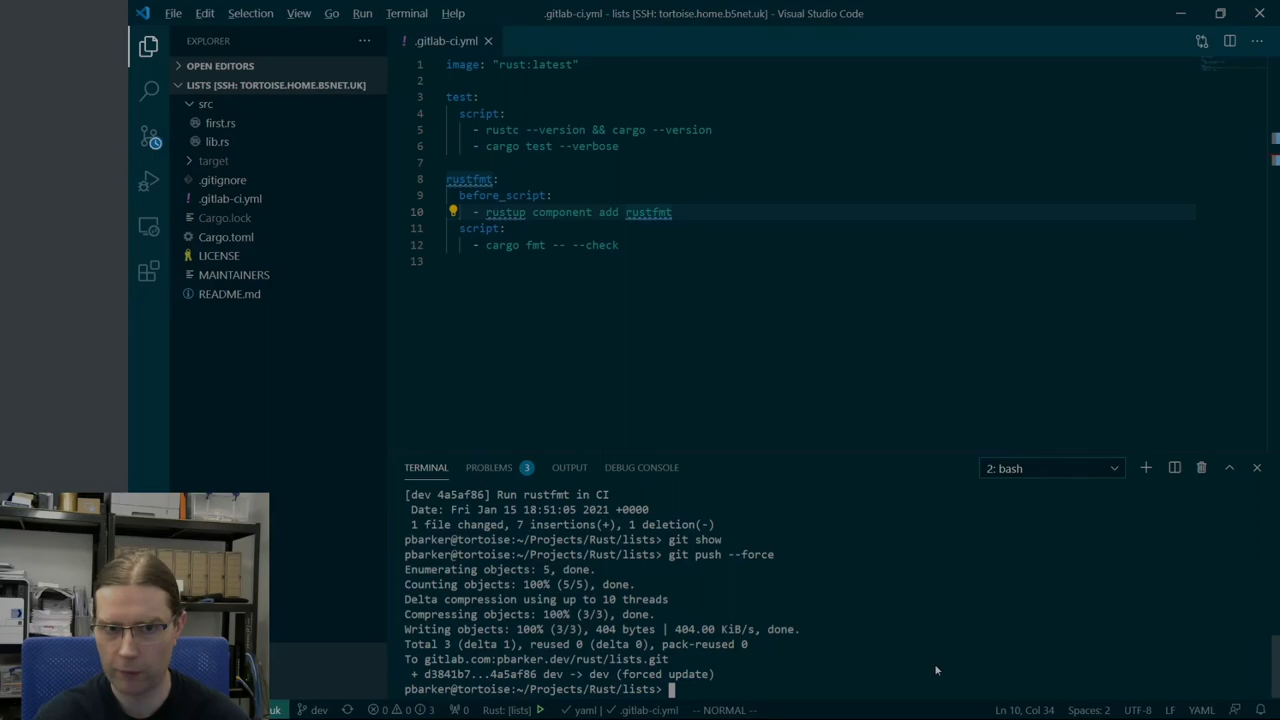 File Edit Selection View Go Run Terminal Help
.gitlab-ci.yml - lists [SSH: tortoise.home.b5net.uk] - Visual Studio Code
EXPLORER
OPEN EDITORS
LISTS [SSH: TORTOISE.HOME.B5NET.UK]
src
first.rs
lib.rs
target
.gitignore
.gitlab-ci.yml
Cargo.lock
Cargo.toml
LICENSE
MAINTAINERS
README.md
.gitlab-ci.yml
1 image: "rust:latest"
2
3 test:
4 script:
5 - rustc --version && cargo --version
6 - cargo test --verbose
7
8 rustfmt:
9 before_script:
10 - rustup component add rustfmt
11 script:
12 - cargo fmt -- --check
13
TERMINAL PROBLEMS 3 OUTPUT DEBUG CONSOLE
2: bash
[dev 4a5af86] Run rustfmt in CI
Date: Fri Jan 15 18:51:05 2021 +0000
1 file changed, 7 insertions(+), 1 deletion(-)
pbarker@tortoise:~/Projects/Rust/lists> git show
pbarker@tortoise:~/Projects/Rust/lists> git push --force
Enumerating objects: 5, done.
Counting objects: 100% (5/5), done.
Delta compression using up to 10 threads
Compressing objects: 100% (3/3), done.
Writing objects: 100% (3/3), 404 bytes | 404.00 KiB/s, done.
Total 3 (delta 1), reused 0 (delta 0), pack-reused 0
To gitlab.com:pbarker.dev/rust/lists.git
+ d3841b7...4a5af86 dev -> dev (forced update)
pbarker@tortoise:~/Projects/Rust/lists>
uk dev 0 0 3 0 Rust: [lists] yaml | .gitlab-ci.yml -- NORMAL -- Ln 10, Col 34 Spaces: 2 UTF-8 LF YAML